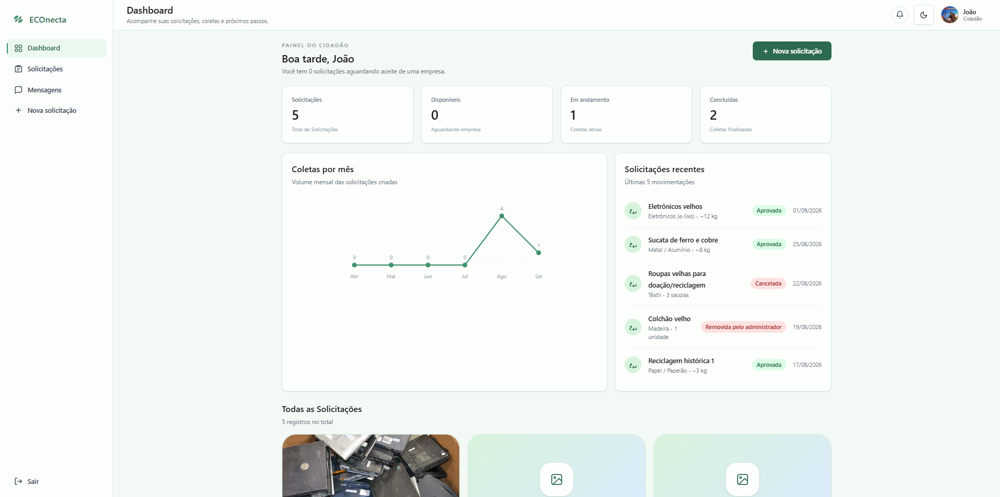 ECOnecta
Dashboard
Solicitações
Mensagens
Nova solicitação
Sair
Dashboard
Acompanhe suas solicitações, coletas e próximos passos.
João
Cidadão
PAINEL DO CIDADÃO
Boa tarde, João
Você tem 0 solicitações aguardando aceite de uma empresa.
Nova solicitação
Solicitações
5
Total de Solicitações
Disponíveis
0
Aguardando empresa
Em andamento
1
Coletas ativas
Concluídas
2
Coletas finalizadas
Coletas por mês
Volume mensal das solicitações criadas
0 0 0 0 4 1
Abr Mai Jun Jul Ago Set
Solicitações recentes
Últimas 5 movimentações
Eletrônicos velhos
Eletrônicos (e-lixo) - ~12 kg
Aprovada 01/09/2026
Sucata de ferro e cobre
Metal / Alumínio - ~8 kg
Aprovada 25/08/2026
Roupas velhas para
doação/reciclagem
Têxtil - 3 sacolas
Cancelada 22/08/2026
Colchão velho
Madeira - 1
unidade
Removida pelo administrador 19/08/2026
Reciclagem histórica 1
Papel / Papelão - ~3 kg
Aprovada 17/08/2026
Todas as Solicitações
5 registros no total